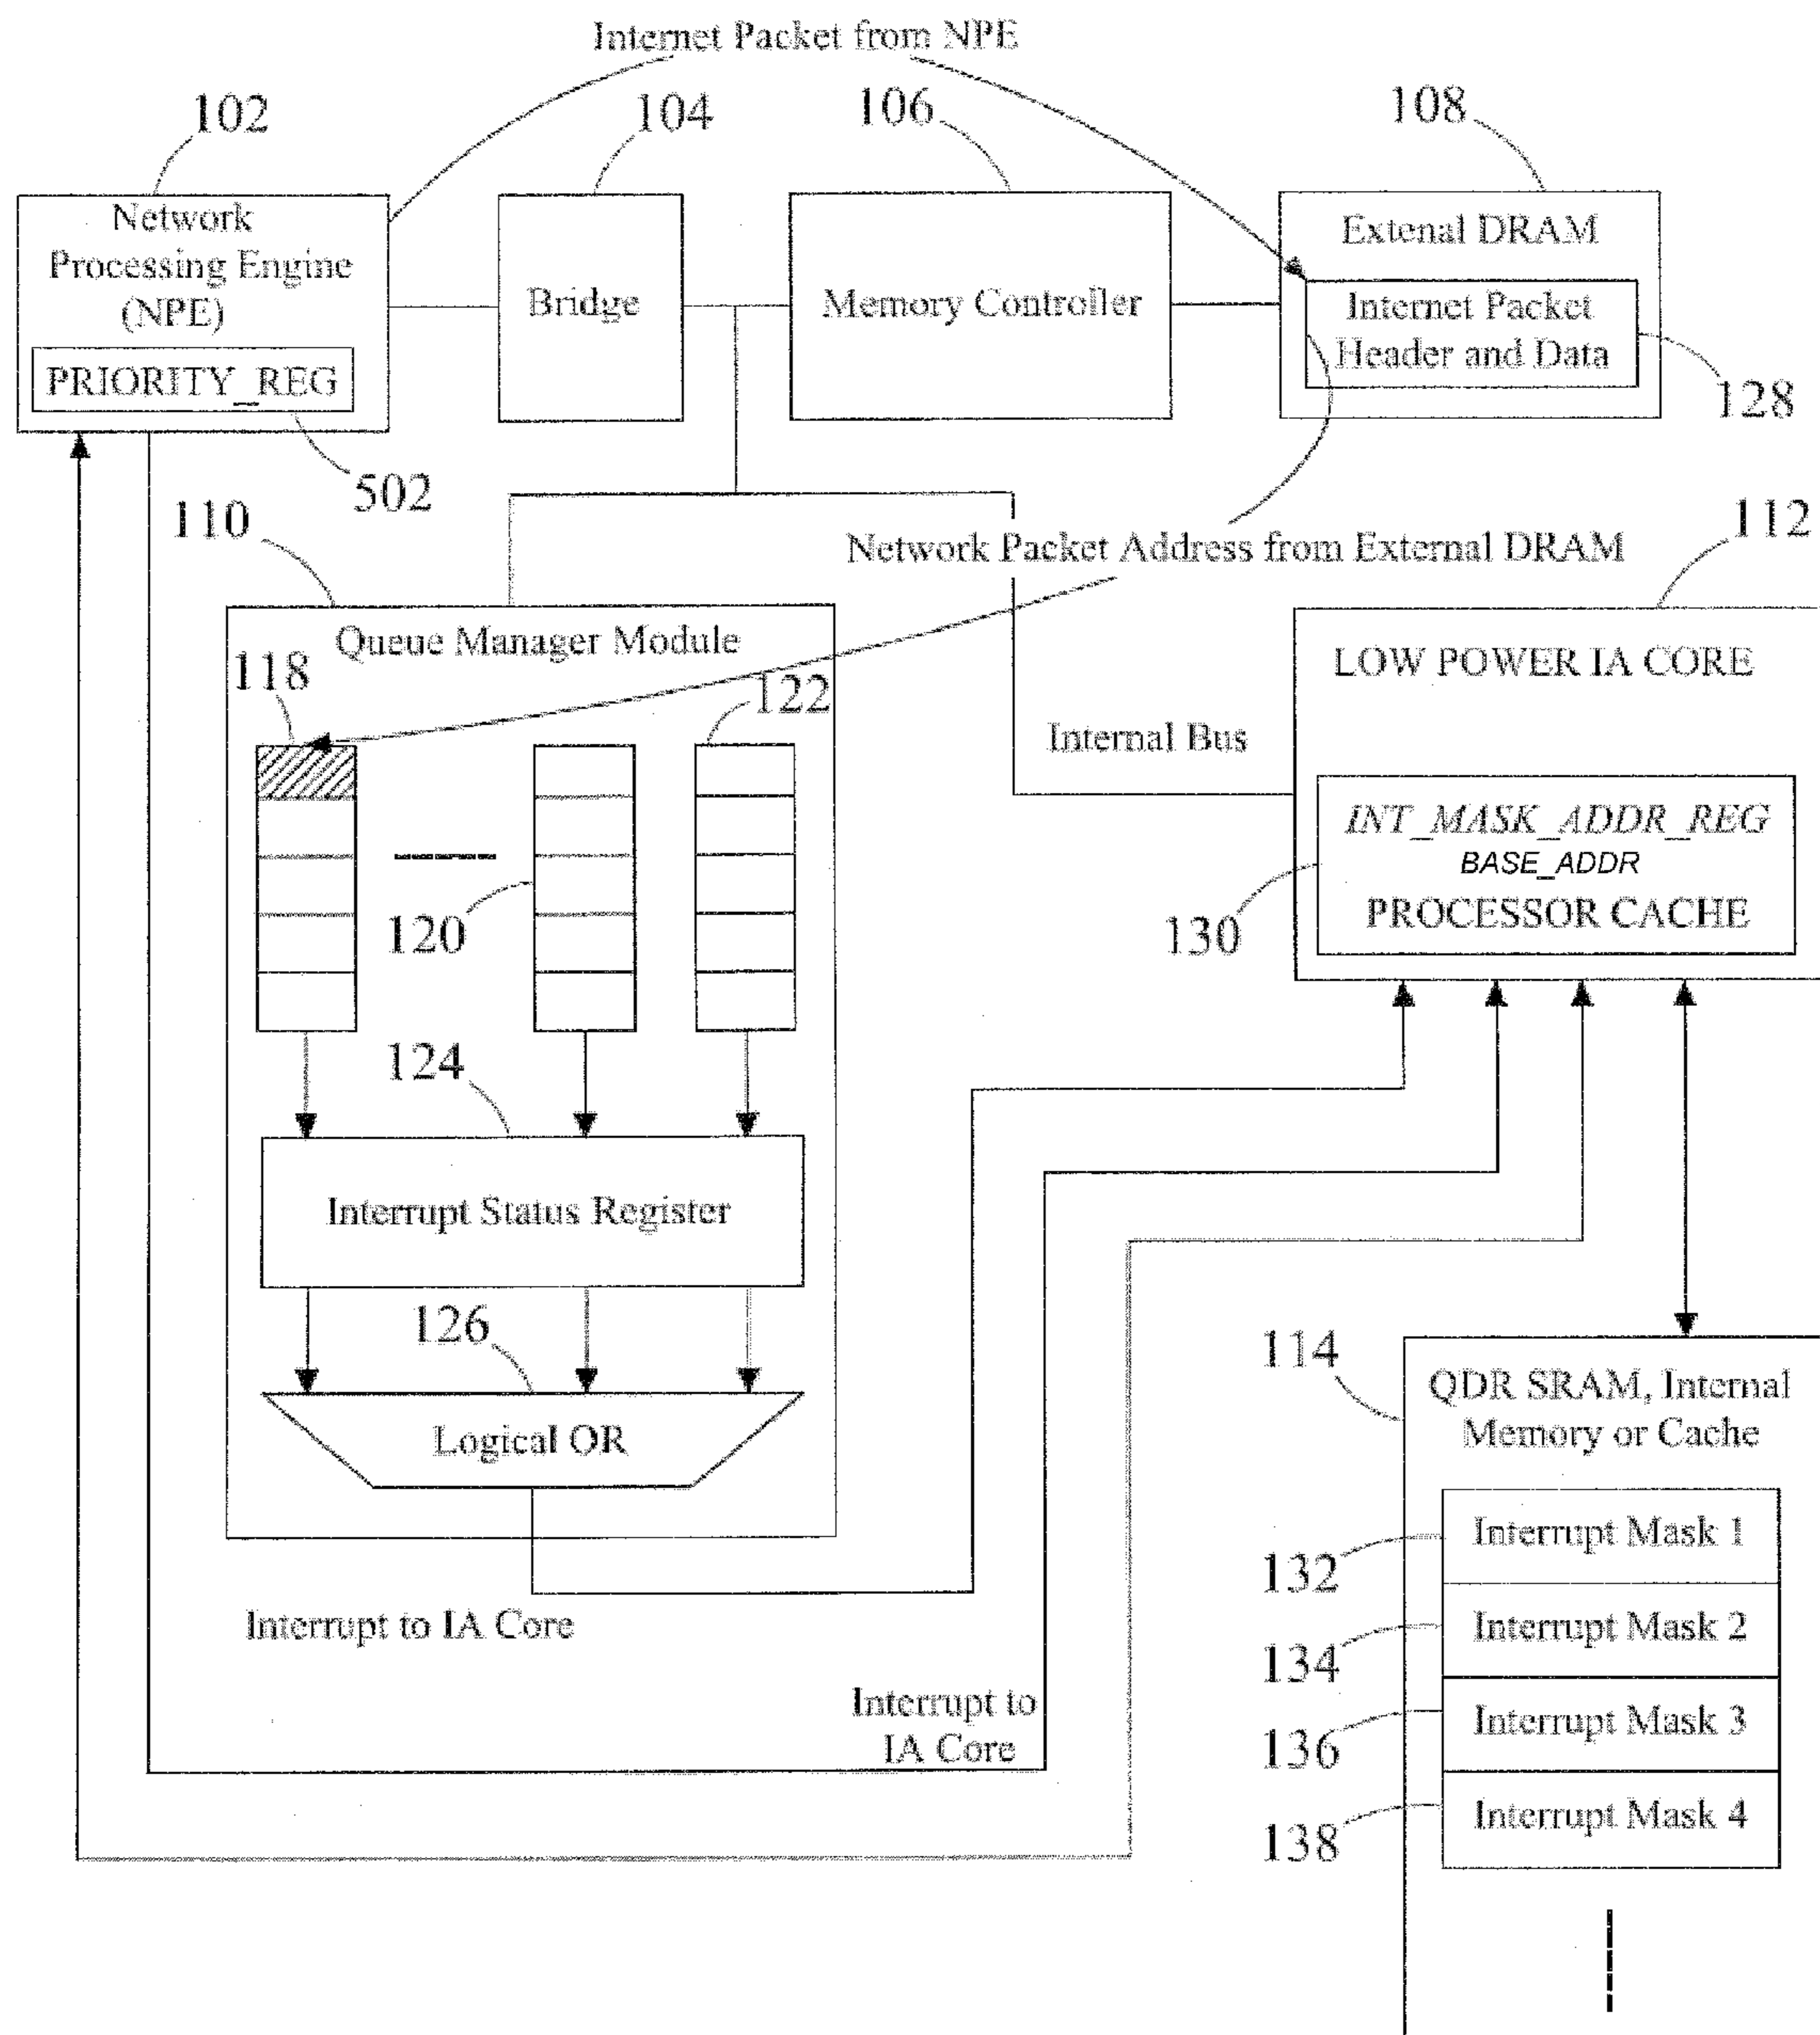 Internet Packet from NPE
102
104
106
108
Network
Processing Engine
(NPE)
PRIORITY_REG
Bridge
Memory Controller
Extenal DRAM
Internet Packet
Header and Data
128
502
110
Network Packet Address from External DRAM
112
Queue Manager Module
118
122
LOW POWER IA CORE
Internal Bus
INT_MASK_ADDR_REG
BASE_ADDR
PROCESSOR CACHE
120
130
124
Interrupt Status Register
126
Logical OR
114
QDR SRAM, Internal
Memory or Cache
Interrupt Mask 1
132
Interrupt to IA Core
Interrupt Mask 2
134
Interrupt to
IA Core
Interrupt Mask 3
136
Interrupt Mask 4
138